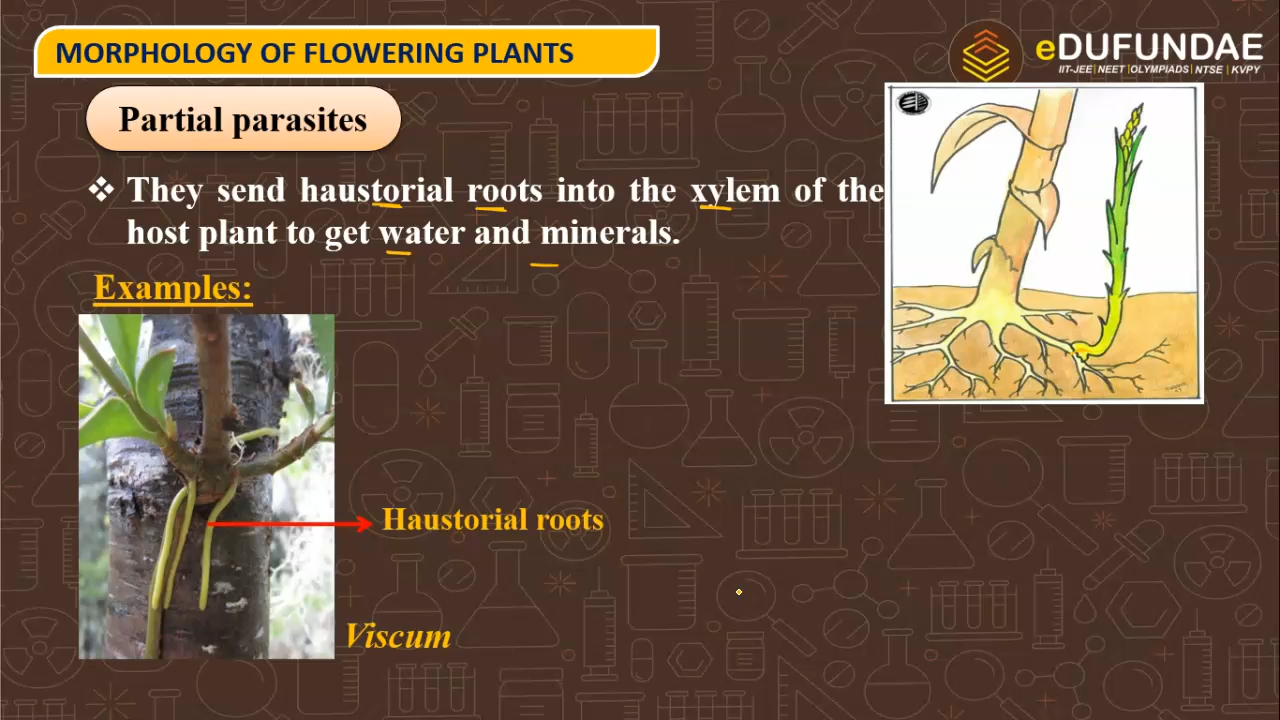 MORPHOLOGY OF FLOWERING PLANTS
eDUFUNDAE
IIT-JEE|NEET|OLYMPIADS|NTSE|KVPY
Partial parasites
❖ They send haustorial roots into the xylem of the
host plant to get water and minerals.
Examples:
Haustorial roots
Viscum